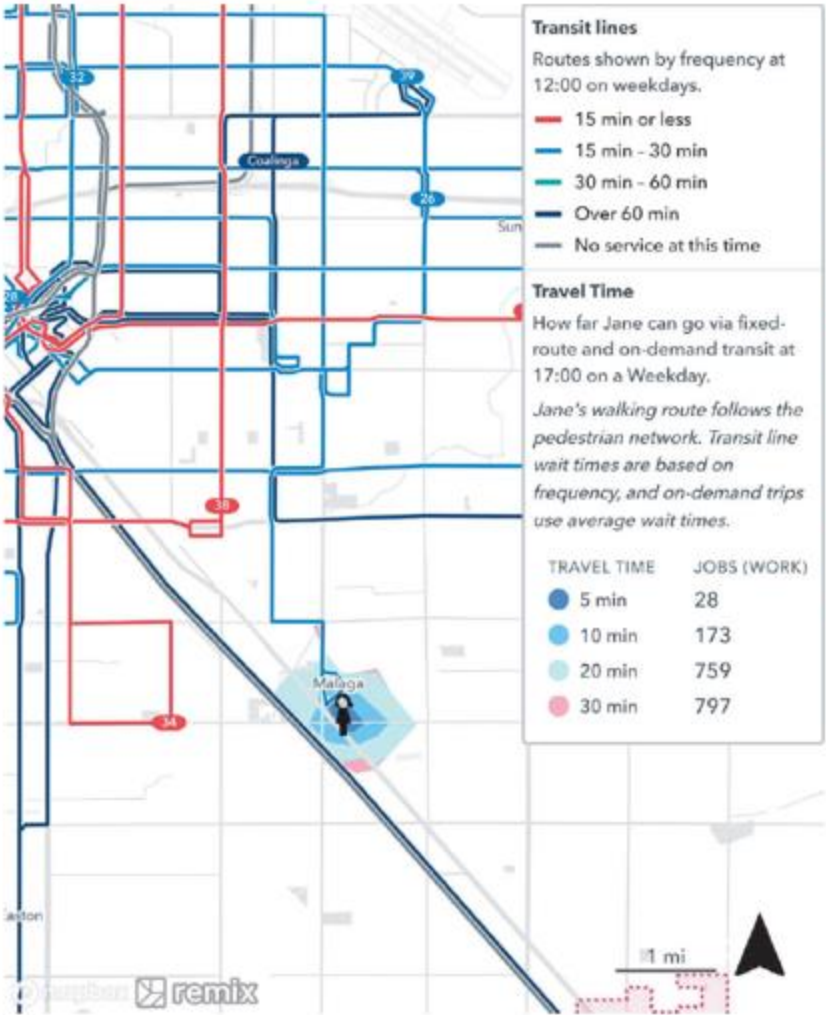 Transit lines
Routes shown by frequency at
12:00 on weekdays.
15 min or less
15 min - 30 min
30 min - 60 min
Over 60 min
No service at this time
Travel Time
How far Jane can go via fixed-
route and on-demand transit at
17:00 on a Weekday.
Jane's walking route follows the
pedestrian network. Transit line
wait times are based on
frequency, and on-demand trips
use average wait times.
TRAVEL TIME JOBS (WORK)
5 min 28
10 min 173
20 min 759
30 min 797
32
39
Coalinga
26
Sun
28
38
Malaga
34
aston
1 mi
mapbox remix